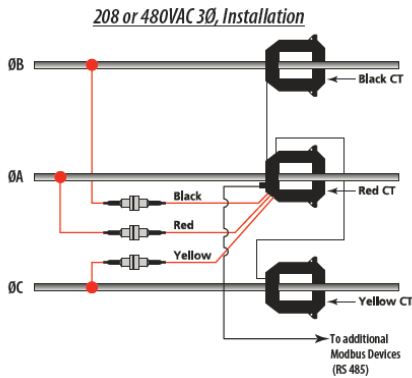 208 or 480VAC 3Ø, Installation
ØB
Black CT
ØA
Black
Red CT
Red
Yellow
ØC
Yellow CT
To additional
Modbus Devices
(RS 485)